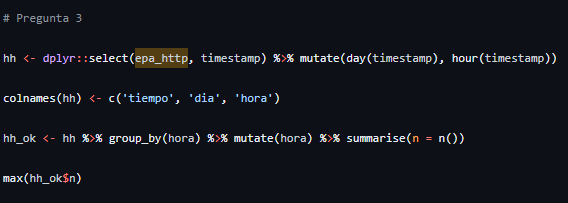 # Pregunta 3
hh <- dplyr::select(epa_http, timestamp) %>% mutate(day(timestamp), hour(timestamp))
colnames(hh) <- c('tiempo', 'dia', 'hora')
hh_ok <- hh %>% group_by(hora) %>% mutate(hora) %>% summarise(n = n())
max(hh_ok$n)